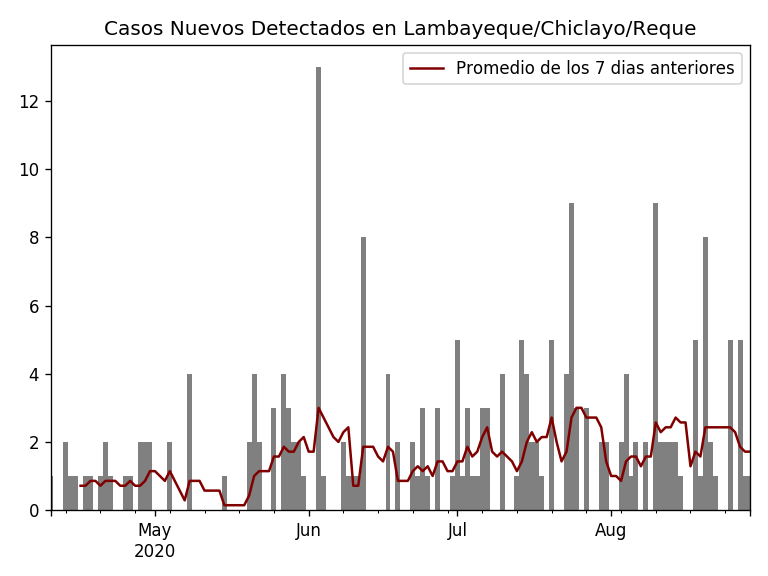 Casos Nuevos Detectados en Lambayeque/Chiclayo/Reque
Promedio de los 7 dias anteriores
12
10
8
6
4
2
0
May
2020
Jun
Jul
Aug